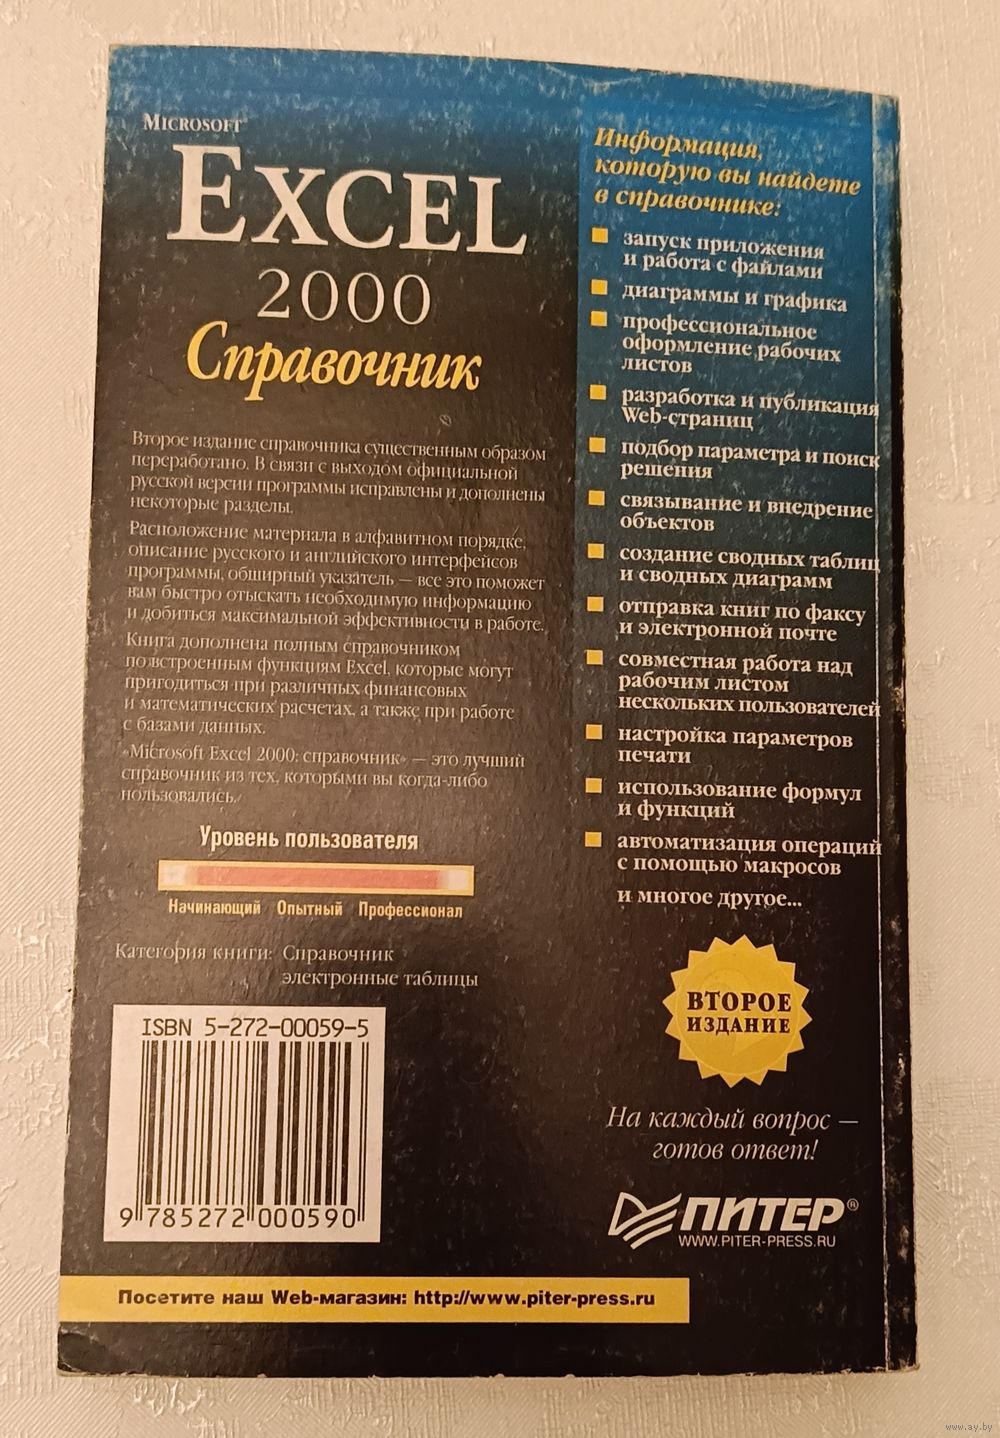 MICROSOFT
EXCEL
2000
Справочник
Второе издание справочника существенным образом
переработано. В связи с выходом официальной
русской версии программы исправлены и дополнены
некоторые разделы.
Расположение материала в алфавитном порядке,
описание русского и английского интерфейсов
программы, обширный указатель — все это поможет
вам быстро отыскать необходимую информацию
и добиться максимальной эффективности в работе.
Книга дополнена полным справочником
по встроенным функциям Excel, которые могут
пригодиться при различных финансовых
и математических расчетах, а также при работе
с базами данных.
«Microsoft Excel 2000: справочник» — это лучший
справочник из тех, которыми вы когда-либо
пользовались.
Уровень пользователя
Начинающий Опытный Профессионал
Категория книги: Справочник
электронные таблицы
ISBN 5-272-00059-5
9 785272 000590
Информация,
которую вы найдете
в справочнике:
запуск приложения
и работа с файлами
диаграммы и графика
профессиональное
оформление рабочих
листов
разработка и публикация
Web-страниц
подбор параметра и поиск
решения
связывание и внедрение
объектов
создание сводных таблиц
и сводных диаграмм
отправка книг по факсу
и электронной почте
совместная работа над
рабочим листом
нескольких пользователей
настройка параметров
печати
использование формул
и функций
автоматизация операций
с помощью макросов
и многое другое...
ВТОРОЕ
ИЗДАНИЕ
На каждый вопрос —
готов ответ!
ПИТЕР®
WWW.PITER-PRESS.RU
Посетите наш Web-магазин: http://www.piter-press.ru
www.ay.by